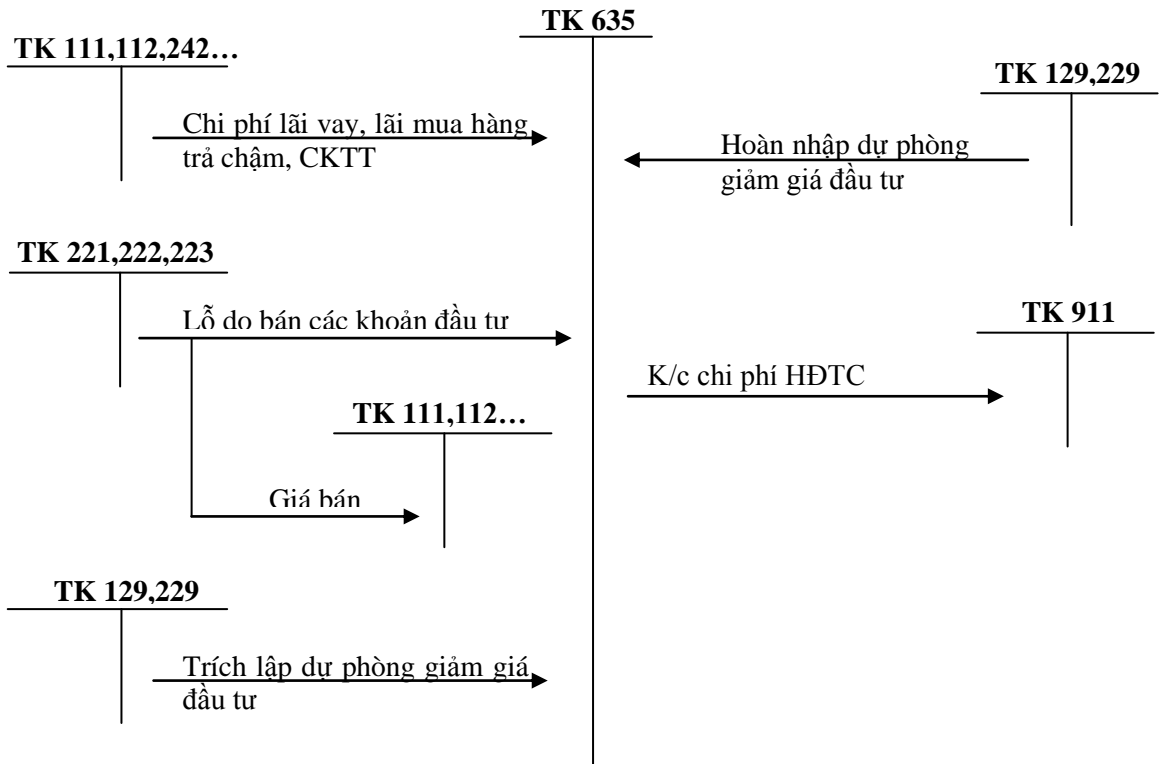 TK 635
TK 111,112,242…
TK 129,229
Chi phí lãi vay, lãi mua hàng
trả chậm, CKTT
Hoàn nhập dự phòng
giảm giá đầu tư
TK 221,222,223
Lỗ do bán các khoản đầu tư
TK 911
K/c chi phí HĐTC
TK 111,112…
Giá bán
TK 129,229
Trích lập dự phòng giảm giá
đầu tư